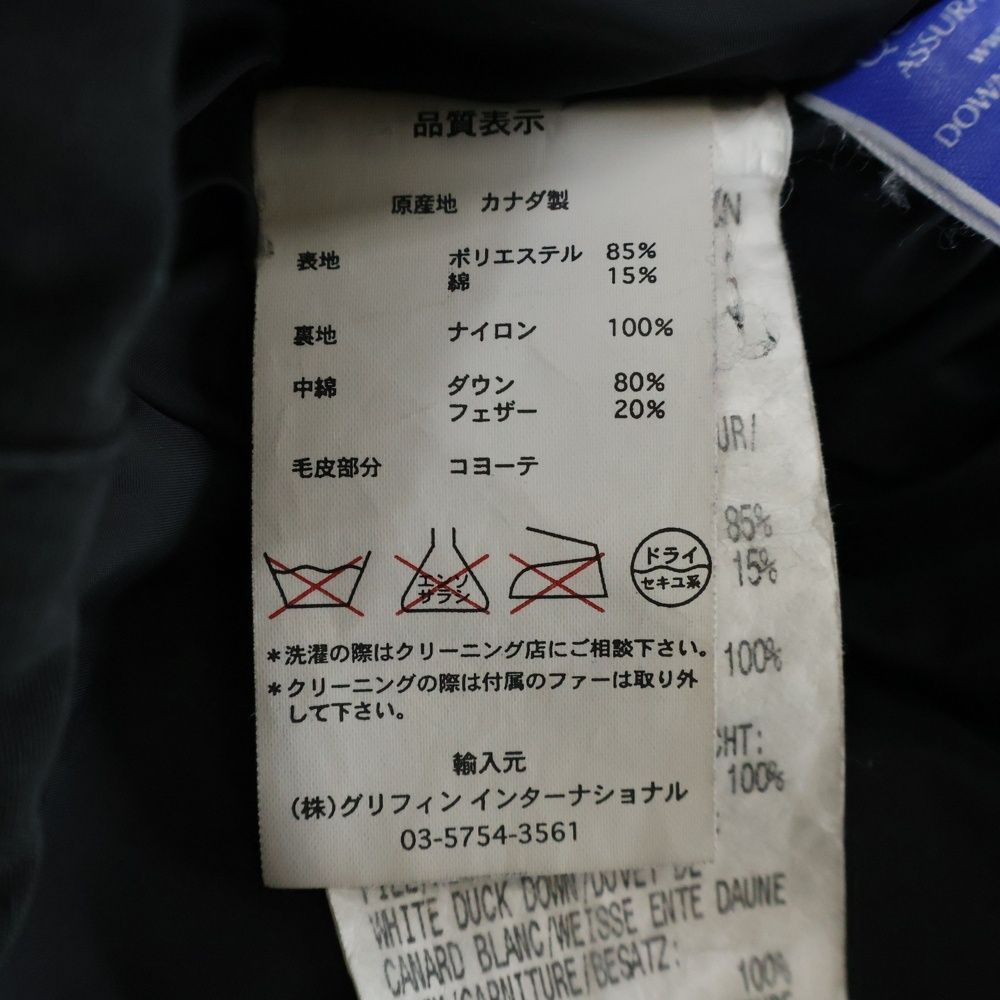 品質表示
原産地 カナダ製
表地 ポリエステル 85%
綿 15%
裏地 ナイロン 100%
中綿 ダウン 80%
フェザー 20%
毛皮部分 コヨーテ
エンソ
サラシ
ドライ
セキユ系
*洗濯の際はクリーニング店にご相談下さい。
*クリーニングの際は付属のファーは取り外
して下さい。
輸入元
(株)グリフィン インターナショナル
03-5754-3561
UR/
85%
15%
100%
CHT:
100%
WHITE DUCK DOWN/DUVET DE
CANARD BLANC/WEISSE ENTE DAUNE
/GARNITURE/BESATZ:
100%
DOWN